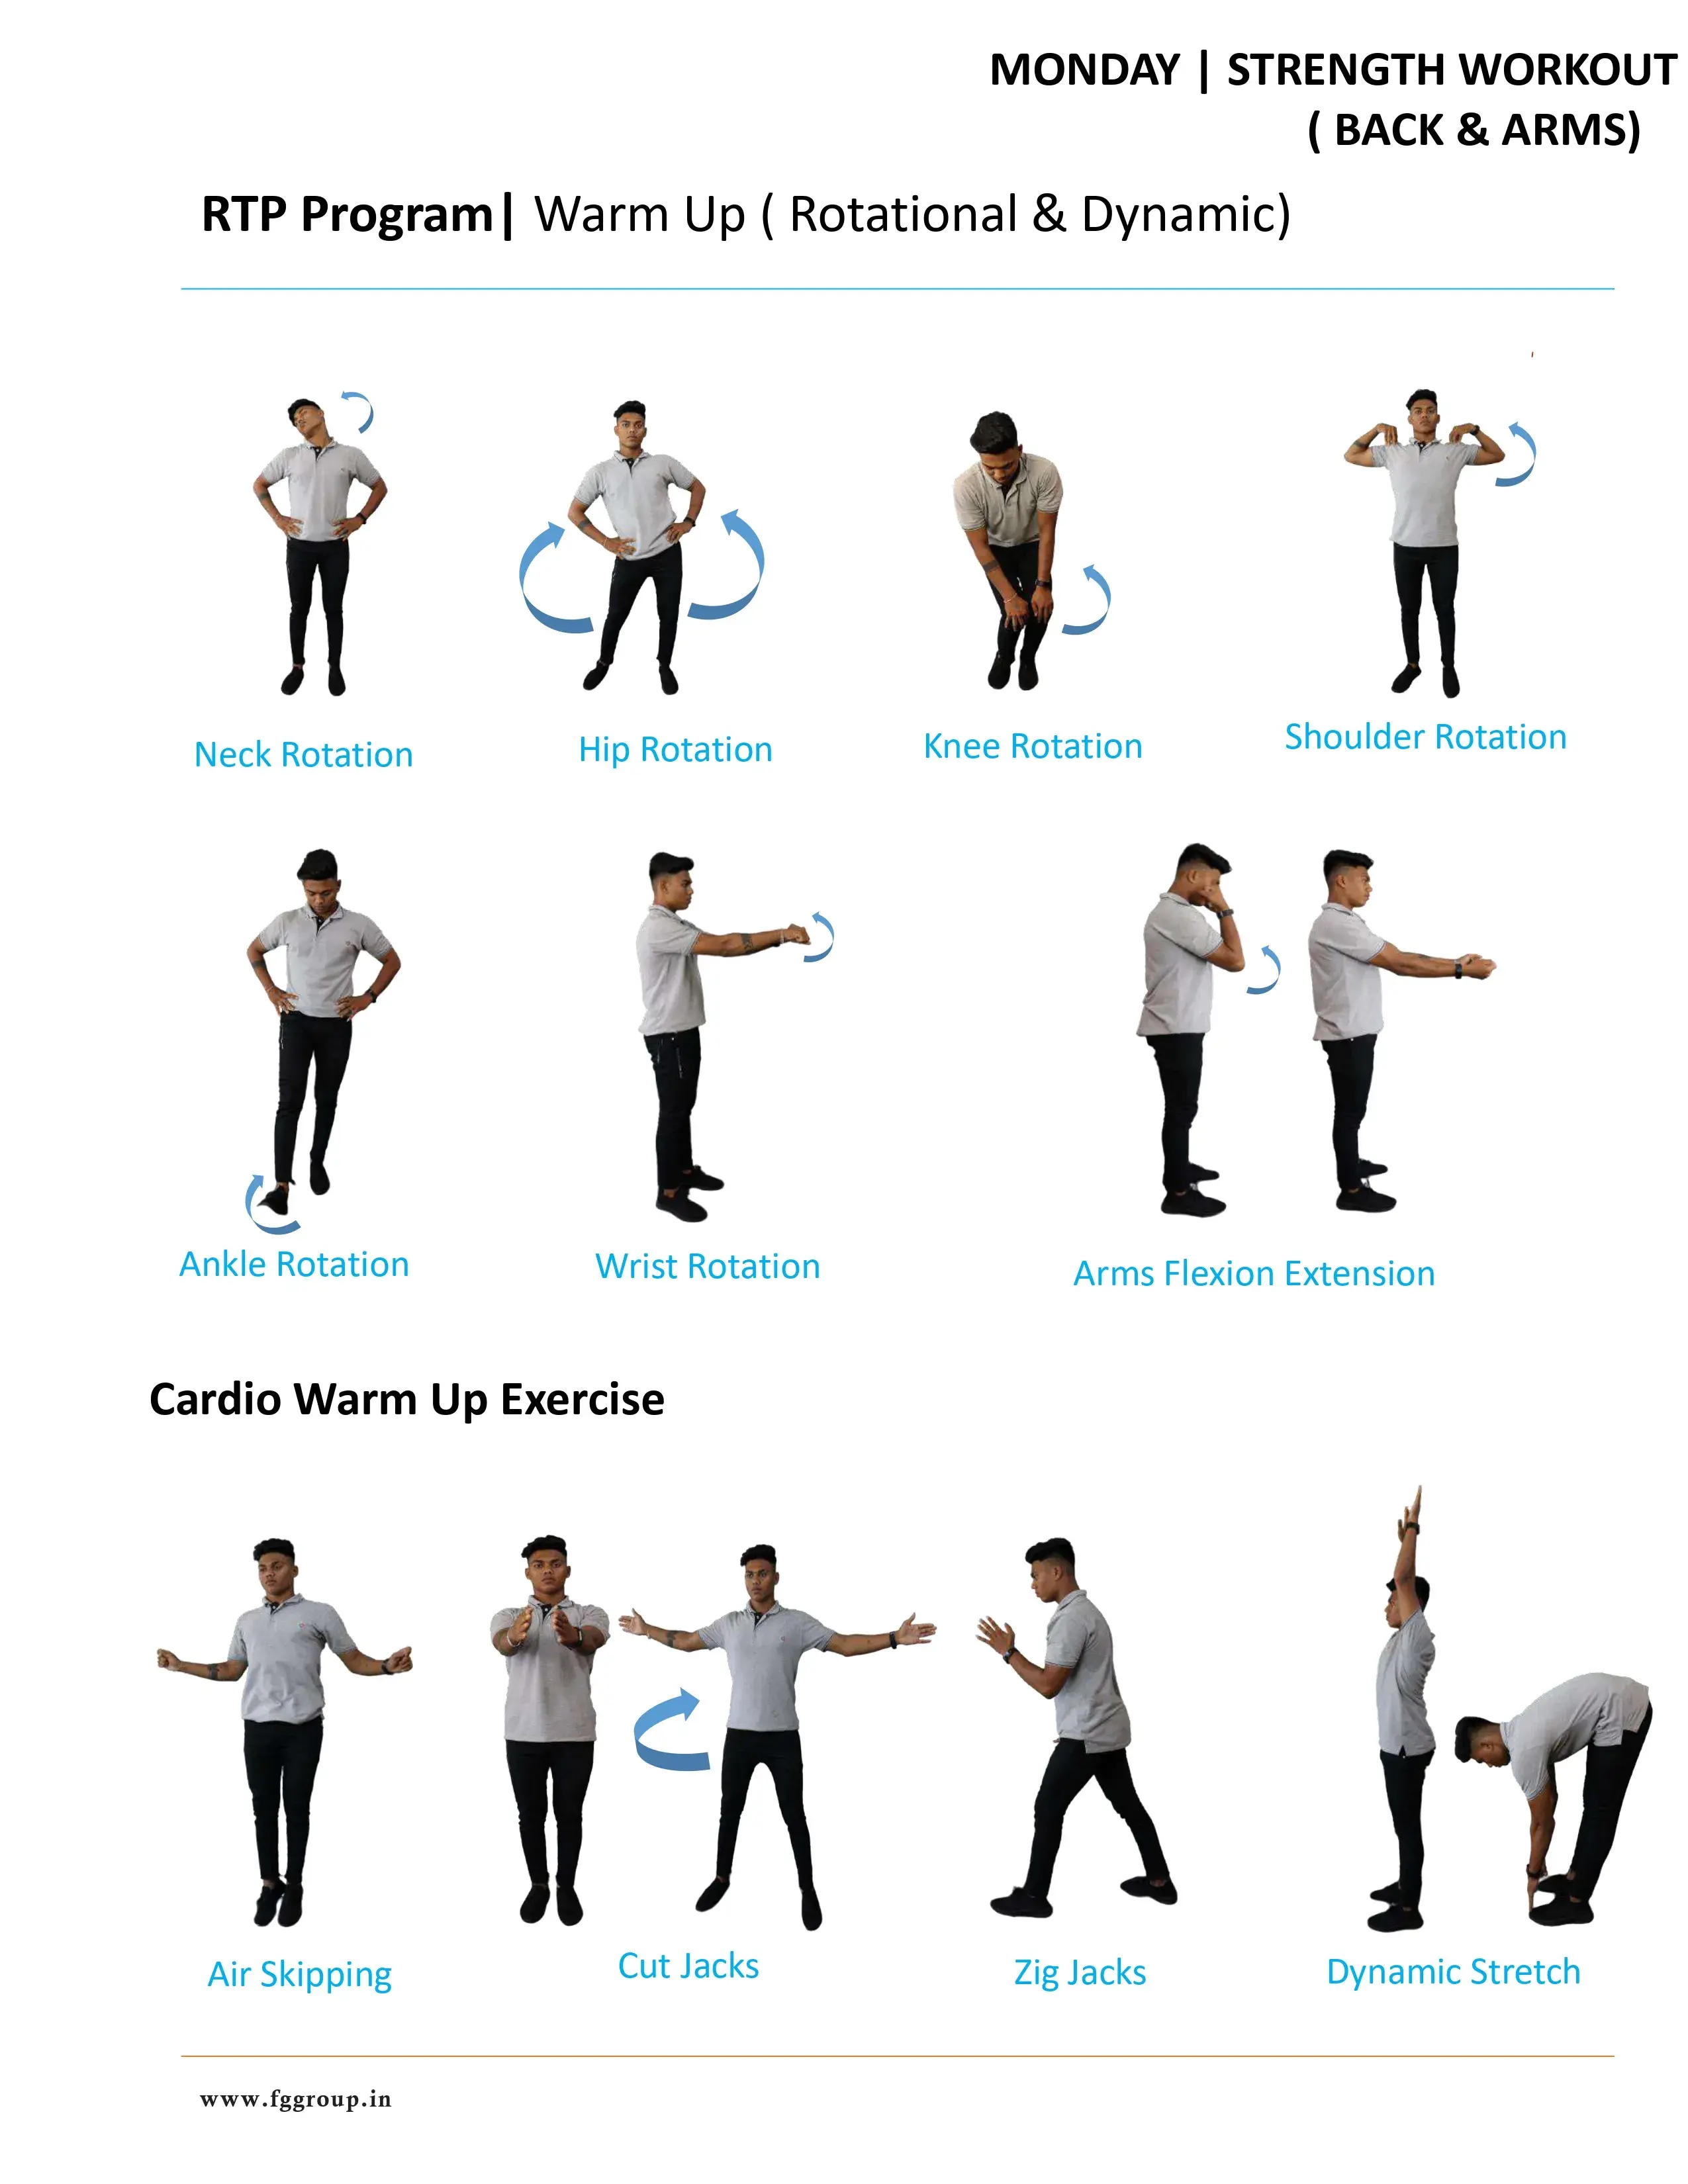 MONDAY | STRENGTH WORKOUT
( BACK & ARMS)
RTP Program| Warm Up ( Rotational & Dynamic)
Neck Rotation
Hip Rotation
Knee Rotation
Shoulder Rotation
Ankle Rotation
Wrist Rotation
Arms Flexion Extension
Cardio Warm Up Exercise
Air Skipping
Cut Jacks
Zig Jacks
Dynamic Stretch
www.fggroup.in